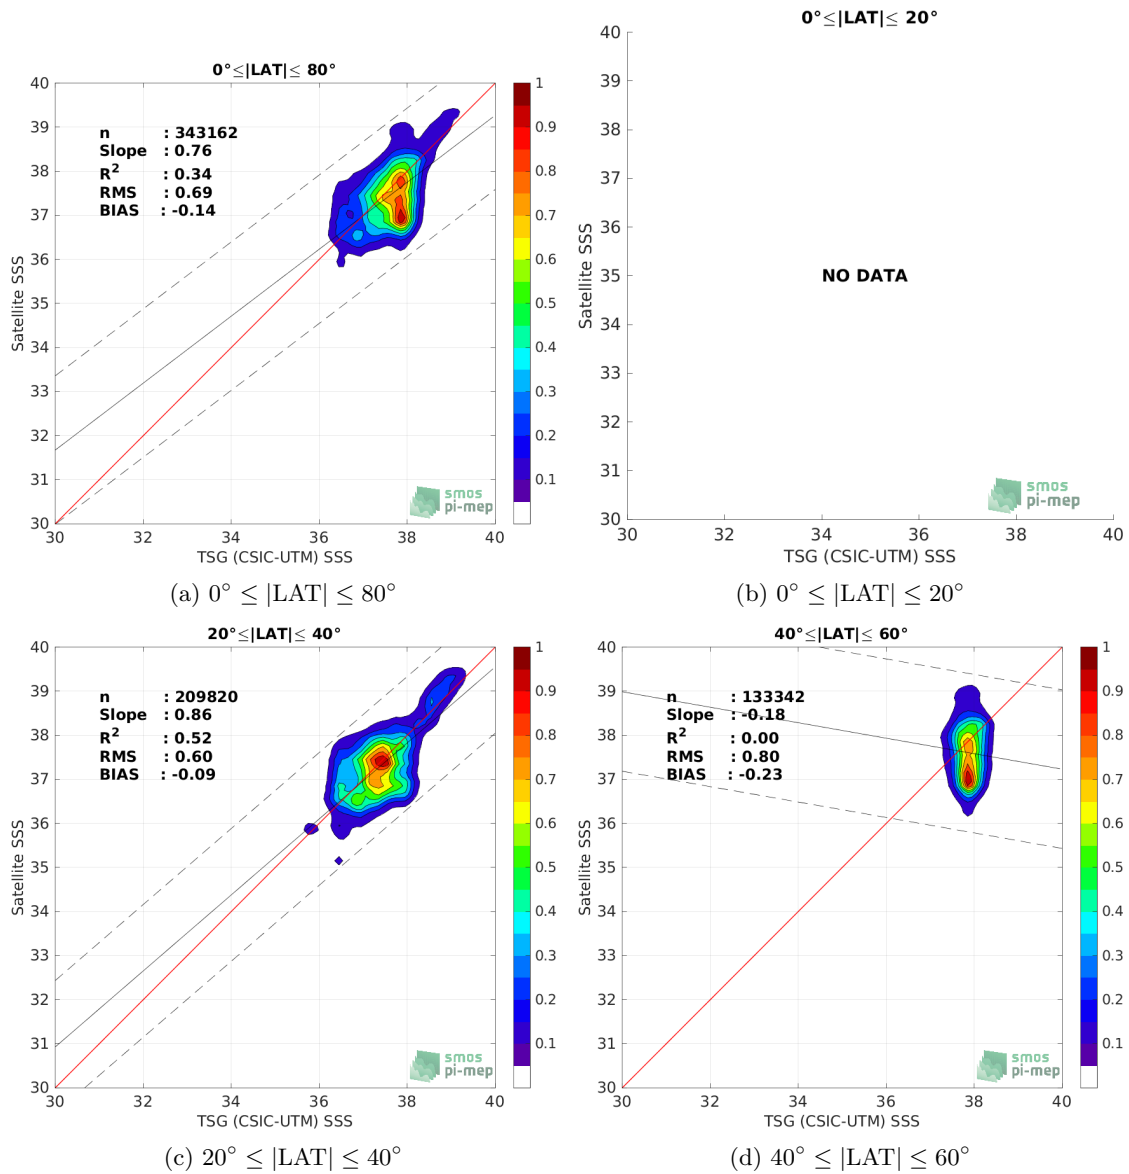 0°≤|LAT|≤ 80°
40
39
38
37
36
35
34
33
32
31
30
Satellite SSS
n : 343162
Slope : 0.76
R² : 0.34
RMS : 0.69
BIAS : -0.14
smos
pi-mep
30 32 34 36 38 40
TSG (CSIC-UTM) SSS
1
0.9
0.8
0.7
0.6
0.5
0.4
0.3
0.2
0.1
(a) 0° ≤ |LAT| ≤ 80°
0°≤|LAT|≤ 20°
40
39
38
37
36
35
34
33
32
31
30
Satellite SSS
NO DATA
smos
pi-mep
30 32 34 36 38 40
TSG (CSIC-UTM) SSS
(b) 0° ≤ |LAT| ≤ 20°
20°≤|LAT|≤ 40°
40
39
38
37
36
35
34
33
32
31
30
Satellite SSS
n : 209820
Slope : 0.86
R² : 0.52
RMS : 0.60
BIAS : -0.09
smos
pi-mep
30 32 34 36 38 40
TSG (CSIC-UTM) SSS
1
0.9
0.8
0.7
0.6
0.5
0.4
0.3
0.2
0.1
(c) 20° ≤ |LAT| ≤ 40°
40°≤|LAT|≤ 60°
40
39
38
37
36
35
34
33
32
31
30
Satellite SSS
n : 133342
Slope : -0.18
R² : 0.00
RMS : 0.80
BIAS : -0.23
smos
pi-mep
30 32 34 36 38 40
TSG (CSIC-UTM) SSS
1
0.9
0.8
0.7
0.6
0.5
0.4
0.3
0.2
0.1
(d) 40° ≤ |LAT| ≤ 60°